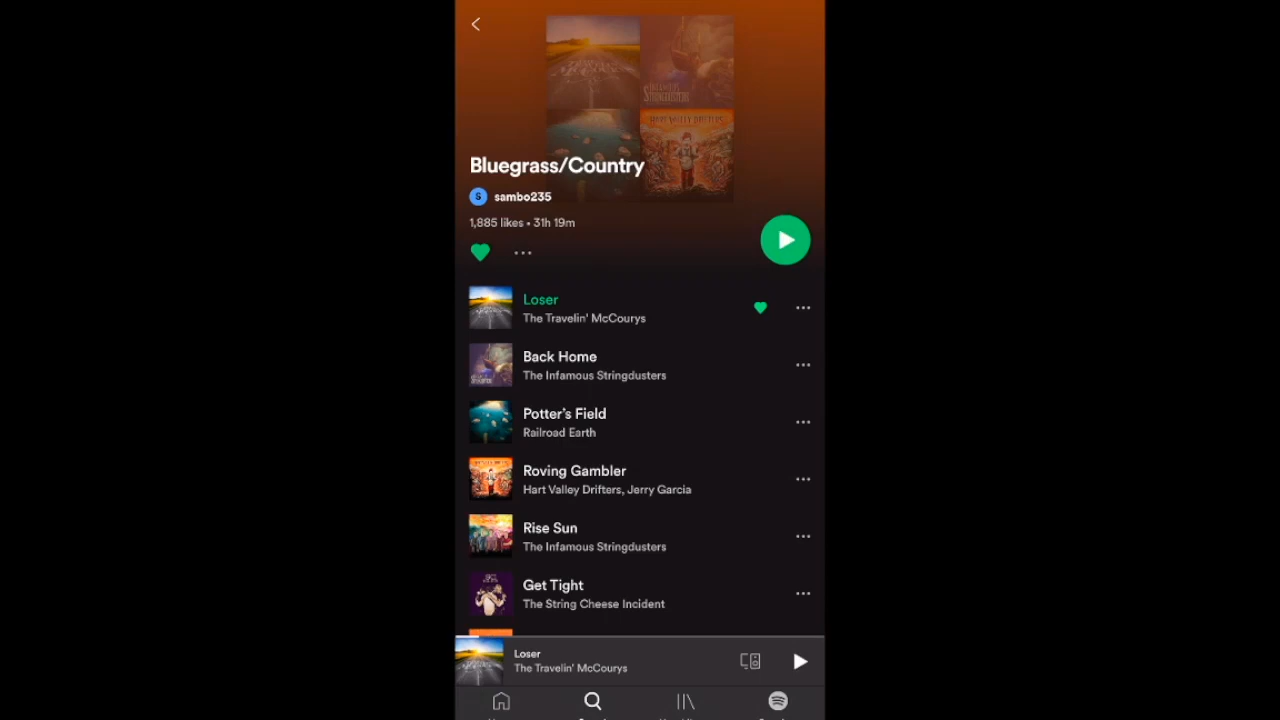 Bluegrass/Country
S sambo235
1,885 likes • 31h 19m
Loser
The Travelin' McCourys
Back Home
The Infamous Stringdusters
Potter's Field
Railroad Earth
Roving Gambler
Hart Valley Drifters, Jerry Garcia
Rise Sun
The Infamous Stringdusters
Get Tight
The String Cheese Incident
Loser
The Travelin' McCourys